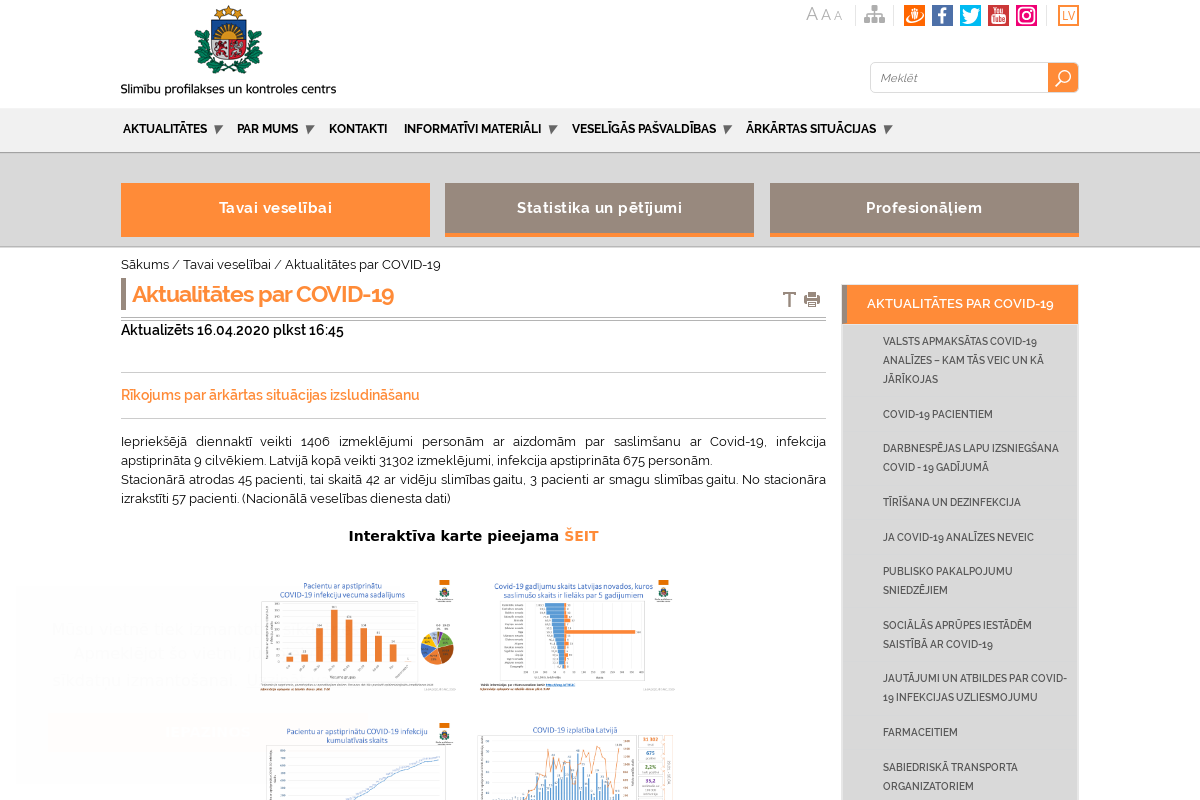 A A A
You Tube
LV
Slimību profilakses un kontroles centrs
Meklēt
AKTUALITĀTES PAR MUMS KONTAKTI INFORMATĪVI MATERIĀLI VESELĪGĀS PAŠVALDĪBAS ĀRKĀRTAS SITUĀCIJAS
Tavai veselībai
Statistika un pētījumi
Profesionāļiem
Sākums / Tavai veselībai / Aktualitātes par COVID-19
Aktualitātes par COVID-19
Aktualizēts 16.04.2020 plkst 16:45
Rīkojums par ārkārtas situācijas izsludināšanu
Iepriekšējā diennaktī veikti 1406 izmeklējumi personām ar aizdomām par saslimšanu ar Covid-19, infekcija
apstiprināta 9 cilvēkiem. Latvijā kopā veikti 31302 izmeklējumi, infekcija apstiprināta 675 personām.
Stacionārā atrodas 45 pacienti, tai skaitā 42 ar vidēju slimības gaitu, 3 pacienti ar smagu slimības gaitu. No stacionāra
izrakstīti 57 pacienti. (Nacionālā veselības dienesta dati)
Interaktīva karte pieejama ŠEIT
Pacientu ar apstiprinātu
COVID-19 infekciju vecuma sadalījums
Covid-19 gadījumu skaits Latvijas novados, kuros
saslimušo skaits ir lielāks par 5 gadījumiem
Pacientu ar apstiprinātu COVID-19 infekciju
kumulatīvais skaits
COVID-19 izplatība Latvijā
AKTUALITĀTES PAR COVID-19
VALSTS APMAKSĀTAS COVID-19
ANALĪZES – KAM TĀS VEIC UN KĀ
JĀRĪKOJAS
COVID-19 PACIENTIEM
DARBNESPĒJAS LAPU IZSNIEGŠANA
COVID - 19 GADĪJUMĀ
TĪRĪŠANA UN DEZINFEKCIJA
JA COVID-19 ANALĪZES NEVEIC
PUBLISKO PAKALPOJUMU
SNIEDZĒJIEM
SOCIĀLĀS APRŪPES IESTĀDĒM
SAISTĪBĀ AR COVID-19
JAUTĀJUMI UN ATBILDES PAR COVID-
19 INFEKCIJAS UZLIESMOJUMU
FARMACEITIEM
SABIEDRISKĀ TRANSPORTA
ORGANIZATORIEM